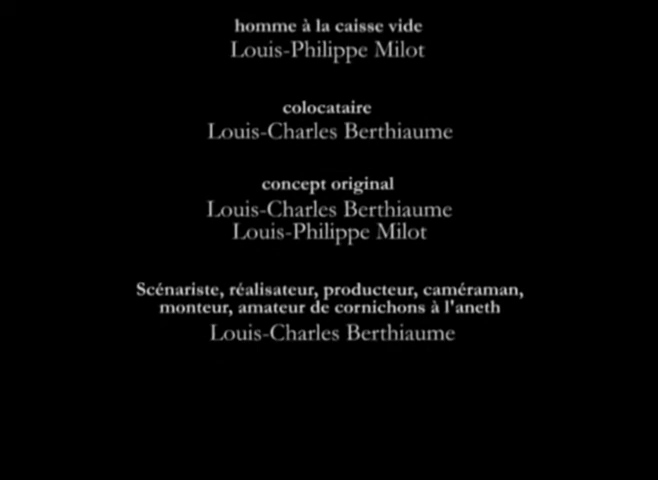 homme à la caisse vide
Louis-Philippe Milot
colocataire
Louis-Charles Berthiaume
concept original
Louis-Charles Berthiaume
Louis-Philippe Milot
Scénariste, réalisateur, producteur, caméraman,
monteur, amateur de cornichons à l'aneth
Louis-Charles Berthiaume